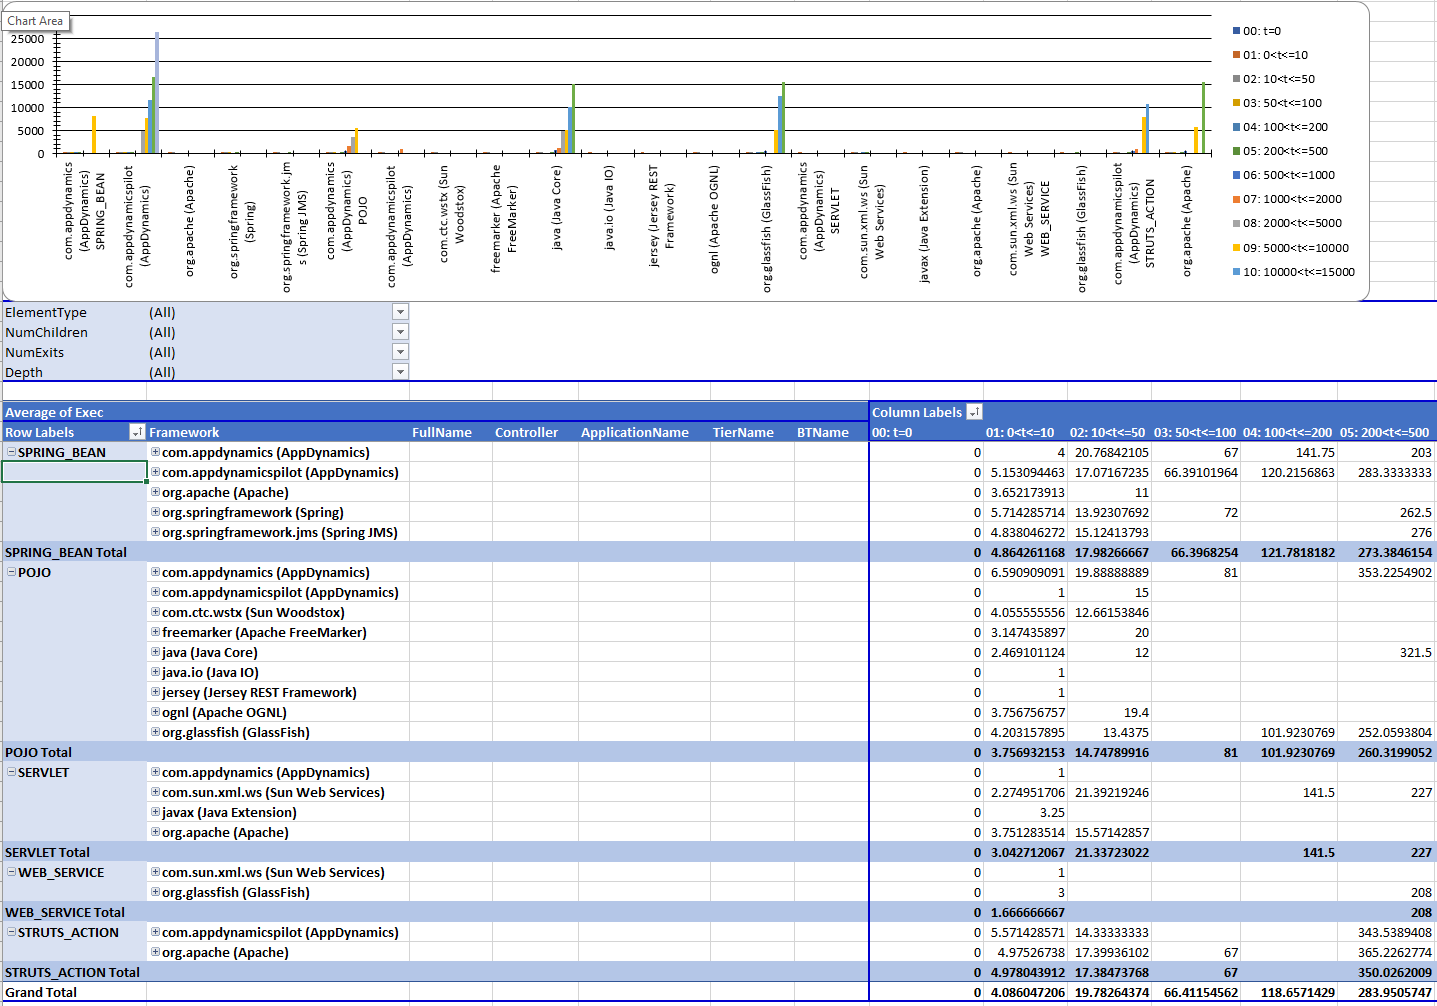 Chart Area
25000
20000
15000
10000
5000
0
com.appdynamics (AppDynamics) SPRING_BEAN
com.appdynamicspilot (AppDynamics)
org.apache (Apache)
org.springframework (Spring)
org.springframework.jms (Spring JMS)
com.appdynamics (AppDynamics) POJO
com.appdynamicspilot (AppDynamics)
com.ctc.wstx (Sun Woodstox)
freemarker (Apache FreeMarker)
java (Java Core)
java.io (Java IO)
jersey (Jersey REST Framework)
ognl (Apache OGNL)
org.glassfish (GlassFish)
com.appdynamics (AppDynamics) SERVLET
com.sun.xml.ws (Sun Web Services)
javax (Java Extension)
org.apache (Apache)
com.sun.xml.ws (Sun Web Services) WEB_SERVICE
org.glassfish (GlassFish)
com.appdynamicspilot (AppDynamics) STRUTS_ACTION
org.apache (Apache)
00: t=0
01: 0<t<=10
02: 10<t<=50
03: 50<t<=100
04: 100<t<=200
05: 200<t<=500
06: 500<t<=1000
07: 1000<t<=2000
08: 2000<t<=5000
09: 5000<t<=10000
10: 10000<t<=15000
ElementType (All)
NumChildren (All)
NumExits (All)
Depth (All)
Average of Exec Column Labels
Row Labels Framework FullName Controller ApplicationName TierName BTName 00: t=0 01: 0<t<=10 02: 10<t<=50 03: 50<t<=100 04: 100<t<=200 05: 200<t<=500
SPRING_BEAN com.appdynamics (AppDynamics) 0 4 20.76842105 67 141.75 203
com.appdynamicspilot (AppDynamics) 0 5.153094463 17.07167235 66.39101964 120.2156863 283.3333333
org.apache (Apache) 0 3.652173913 11
org.springframework (Spring) 0 5.714285714 13.92307692 72 262.5
org.springframework.jms (Spring JMS) 0 4.838046272 15.12413793 276
SPRING_BEAN Total 0 4.864261168 17.98266667 66.3968254 121.7818182 273.3846154
POJO com.appdynamics (AppDynamics) 0 6.590909091 19.88888889 81 353.2254902
com.appdynamicspilot (AppDynamics) 0 1 15
com.ctc.wstx (Sun Woodstox) 0 4.055555556 12.66153846
freemarker (Apache FreeMarker) 0 3.147435897 20
java (Java Core) 0 2.469101124 12 321.5
java.io (Java IO) 0 1
jersey (Jersey REST Framework) 0 1
ognl (Apache OGNL) 0 3.756756757 19.4
org.glassfish (GlassFish) 0 4.203157895 13.4375 101.9230769 252.0593804
POJO Total 0 3.756932153 14.74789916 81 101.9230769 260.3199052
SERVLET com.appdynamics (AppDynamics) 0 1
com.sun.xml.ws (Sun Web Services) 0 2.274951706 21.39219246 141.5 227
javax (Java Extension) 0 3.25
org.apache (Apache) 0 3.751283514 15.57142857
SERVLET Total 0 3.042712067 21.33723022 141.5 227
WEB_SERVICE com.sun.xml.ws (Sun Web Services) 0 1
org.glassfish (GlassFish) 0 3 208
WEB_SERVICE Total 0 1.666666667 208
STRUTS_ACTION com.appdynamicspilot (AppDynamics) 0 5.571428571 14.33333333 343.5389408
org.apache (Apache) 0 4.97526738 17.39936102 67 365.2262774
STRUTS_ACTION Total 0 4.978043912 17.38473768 67 350.0262009
Grand Total 0 4.086047206 19.78264374 66.41154562 118.6571429 283.9505747